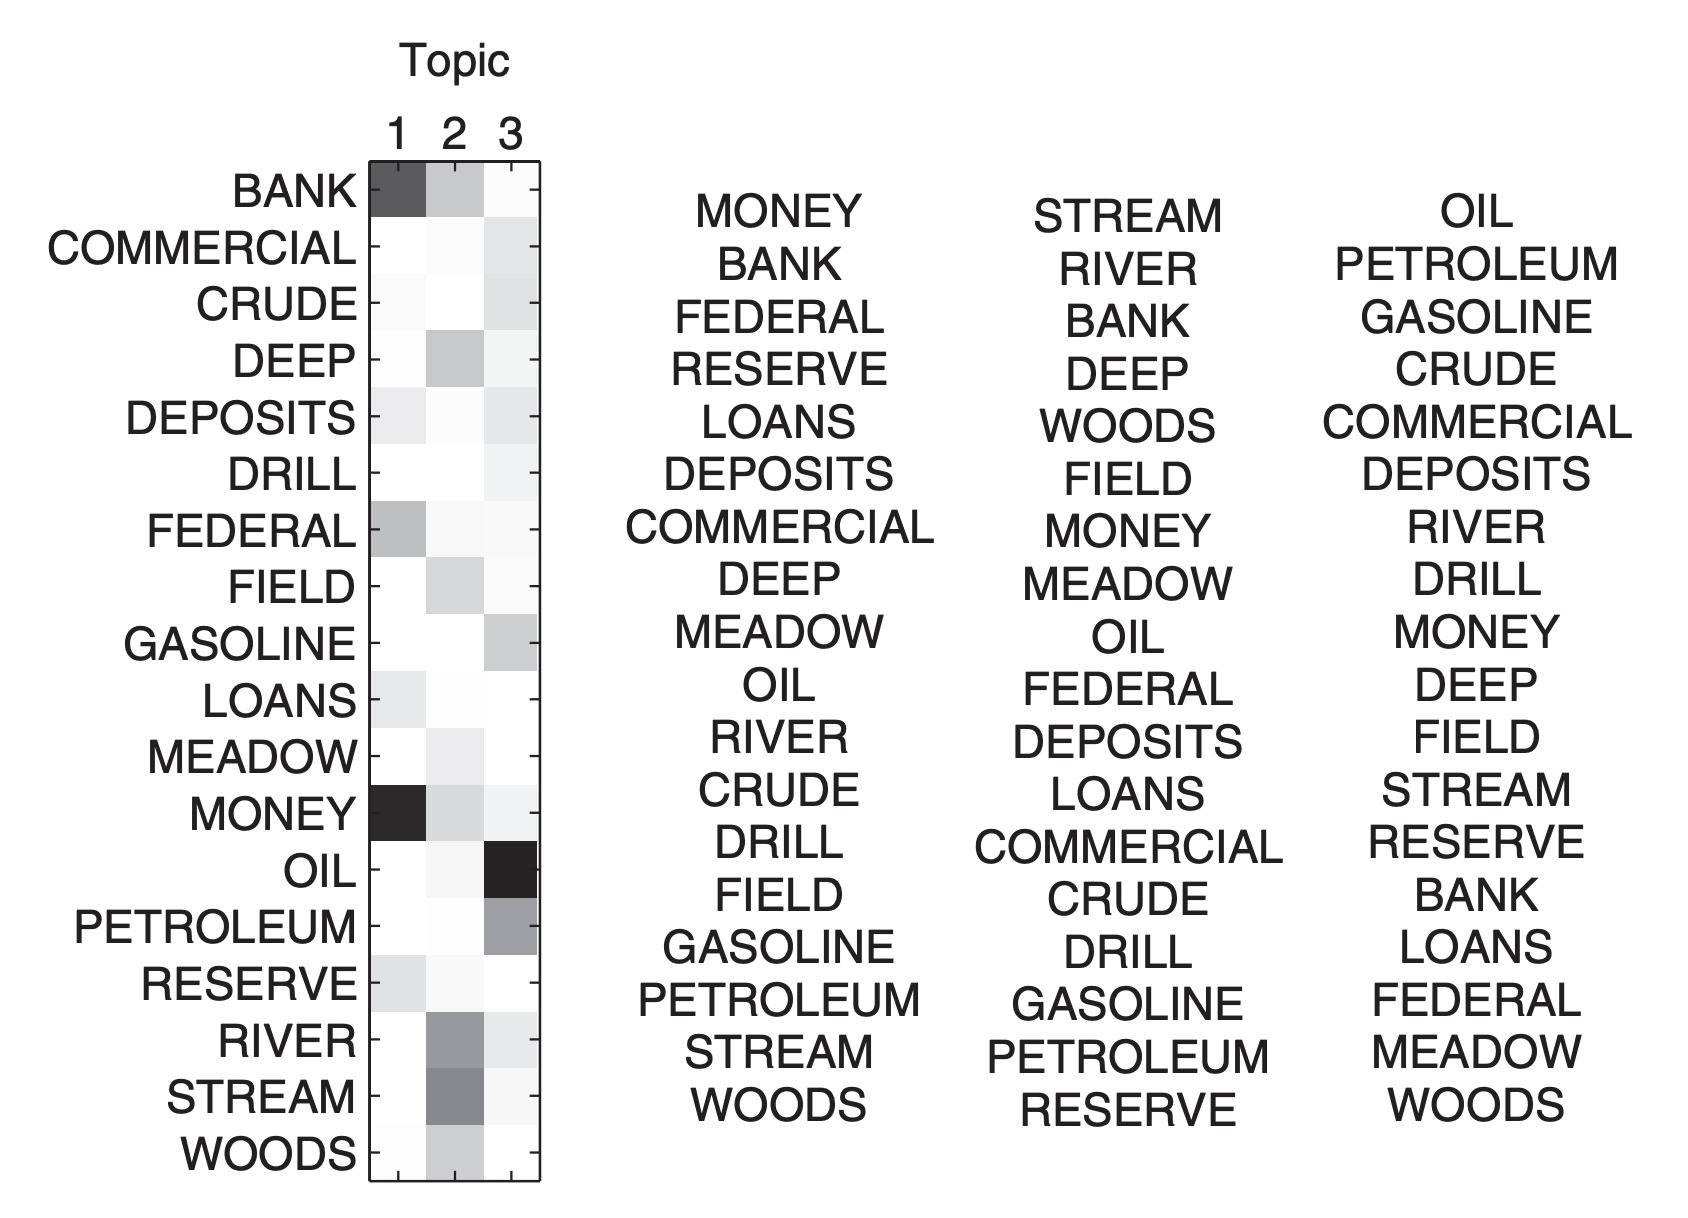 Topic
1 2 3
BANK
COMMERCIAL
CRUDE
DEEP
DEPOSITS
DRILL
FEDERAL
FIELD
GASOLINE
LOANS
MEADOW
MONEY
OIL
PETROLEUM
RESERVE
RIVER
STREAM
WOODS
MONEY
BANK
FEDERAL
RESERVE
LOANS
DEPOSITS
COMMERCIAL
DEEP
MEADOW
OIL
RIVER
CRUDE
DRILL
FIELD
GASOLINE
PETROLEUM
STREAM
WOODS
STREAM
RIVER
BANK
DEEP
WOODS
FIELD
MONEY
MEADOW
OIL
FEDERAL
DEPOSITS
LOANS
COMMERCIAL
CRUDE
DRILL
GASOLINE
PETROLEUM
RESERVE
OIL
PETROLEUM
GASOLINE
CRUDE
COMMERCIAL
DEPOSITS
RIVER
DRILL
MONEY
DEEP
FIELD
STREAM
RESERVE
BANK
LOANS
FEDERAL
MEADOW
WOODS